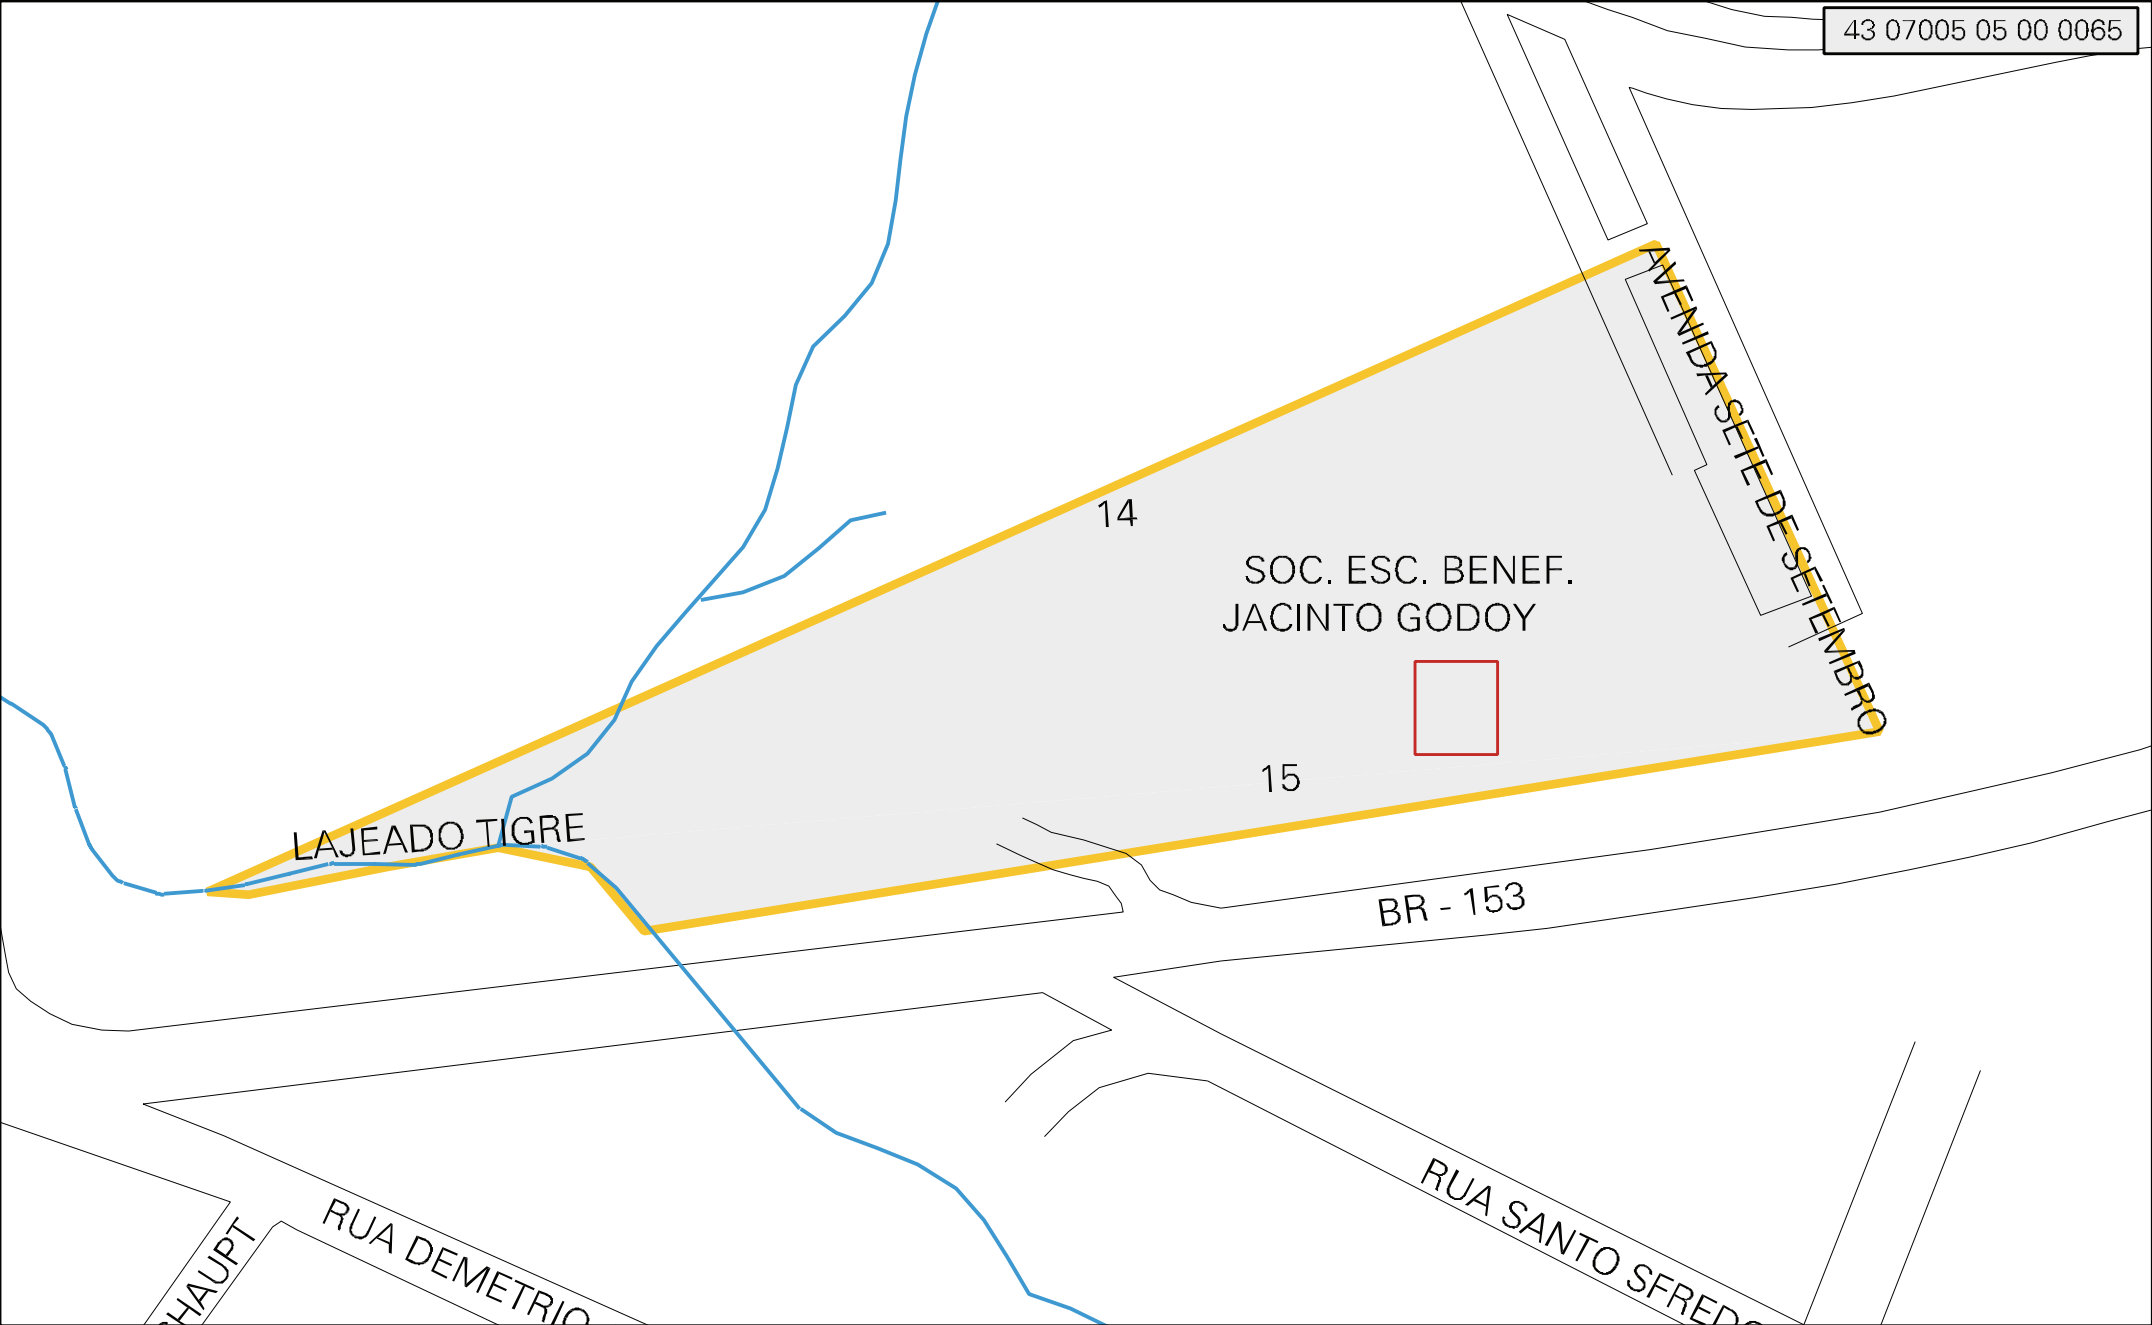 43 07005 05 00 0065
AVENIDA SETE DE SETEMBRO
14
SOC. ESC. BENEF.
JACINTO GODOY
15
LAJEADO TIGRE
BR - 153
RUA SANTO SFREDO
RUA DEMETRIO
HAUPT